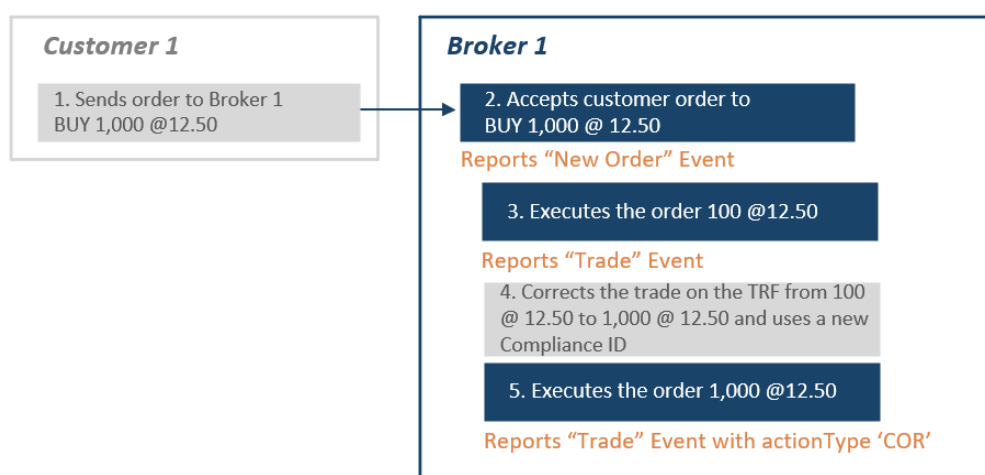 Customer 1
1. Sends order to Broker 1
BUY 1,000 @12.50
Broker 1
2. Accepts customer order to
BUY 1,000 @ 12.50
Reports “New Order” Event
3. Executes the order 100 @12.50
Reports “Trade” Event
4. Corrects the trade on the TRF from 100
@ 12.50 to 1,000 @ 12.50 and uses a new
Compliance ID
5. Executes the order 1,000 @12.50
Reports “Trade” Event with actionType ‘COR’